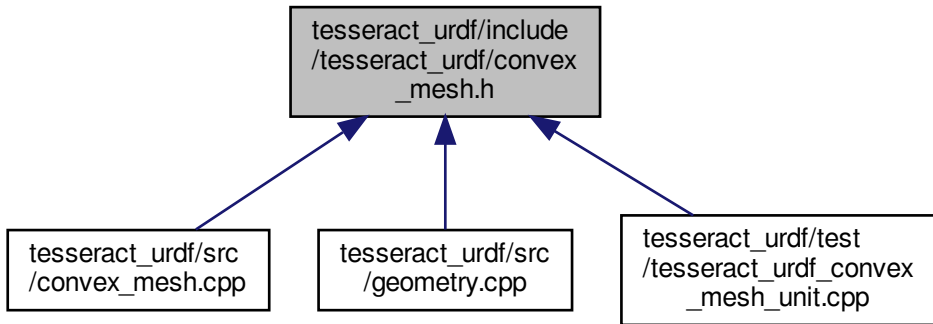 tesseract_urdf/include
/tesseract_urdf/convex
_mesh.h
tesseract_urdf/src
/convex_mesh.cpp
tesseract_urdf/src
/geometry.cpp
tesseract_urdf/test
/tesseract_urdf_convex
_mesh_unit.cpp